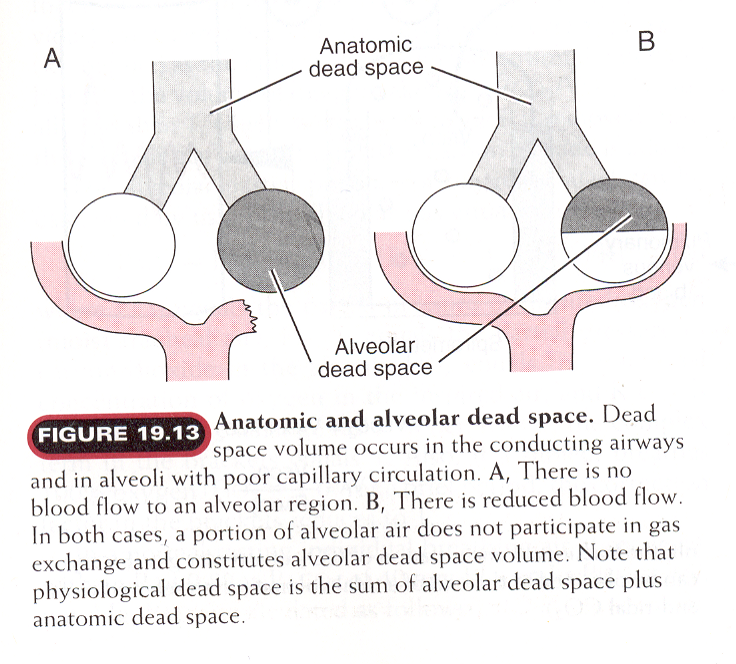 A
Anatomic
dead space
B
Alveolar
dead space
FIGURE 19.13 Anatomic and alveolar dead space. Dead
space volume occurs in the conducting airways
and in alveoli with poor capillary circulation. A, There is no
blood flow to an alveolar region. B, There is reduced blood flow.
In both cases, a portion of alveolar air does not participate in gas
exchange and constitutes alveolar dead space volume. Note that
physiological dead space is the sum of alveolar dead space plus
anatomic dead space.